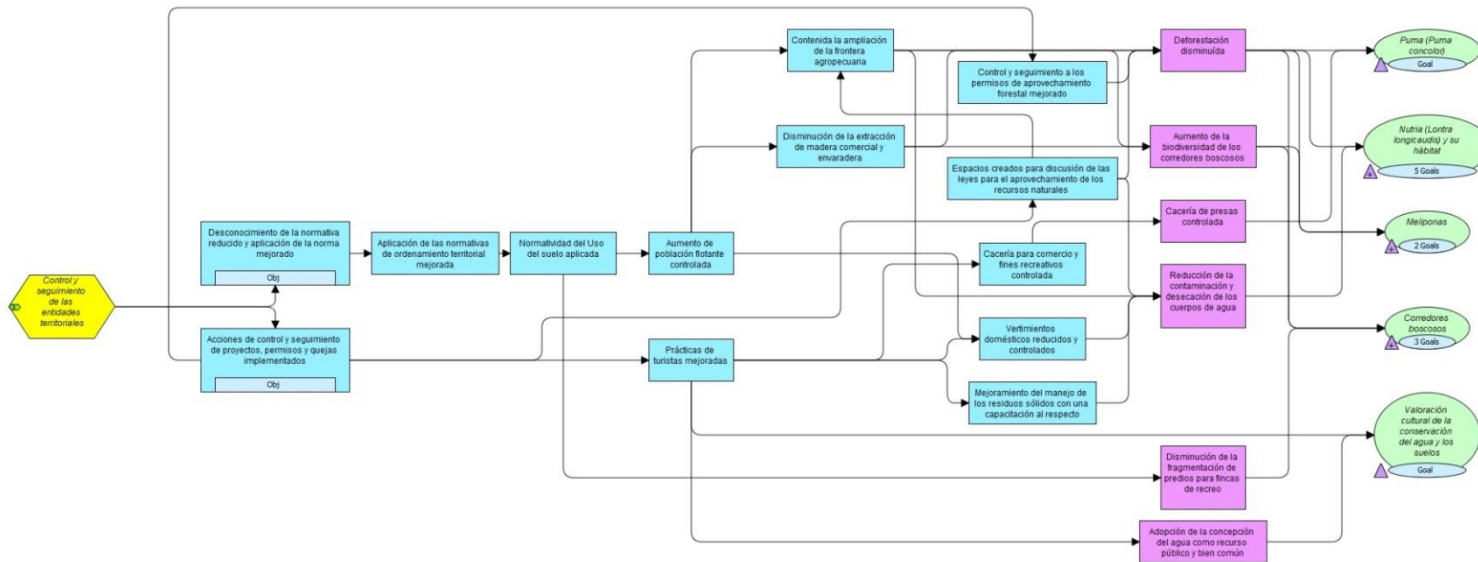 Control y
seguimiento
de las
entidades
territoriales
Desconocimiento de la normativa
reducido y aplicación de la norma
mejorado
Obj
Acciones de control y seguimiento
de proyectos, permisos y quejas
implementados
Obj
Aplicación de las normativas
de ordenamiento territorial
mejorada
Normatividad del Uso
del suelo aplicada
Aumento de
población flotante
controlada
Prácticas de
turistas mejoradas
Contenida la ampliación
de la frontera
agropecuaria
Disminución de la extracción
de madera comercial y
envaradera
Control y seguimiento a los
permisos de aprovechamiento
forestal mejorado
Espacios creados para discusión de las
leyes para el aprovechamiento de los
recursos naturales
Cacería para comercio y
fines recreativos
controlada
Vertimientos
domésticos reducidos y
controlados
Mejoramiento del manejo de
los residuos sólidos con una
capacitación al respecto
Deforestación
disminuída
Aumento de la
biodiversidad de los
corredores boscosos
Cacería de presas
controlada
Reducción de la
contaminación y
desecación de los
cuerpos de agua
Disminución de la
fragmentación de
predios para fincas
de recreo
Adopción de la concepción
del agua como recurso
público y bien común
Puma (Puma
concolor)
Goal
Nutria (Lontra
longicaudis) y su
hábitat
5 Goals
Meliponas
2 Goals
Corredores
boscosos
3 Goals
Valoración
cultural de la
conservación
del agua y los
suelos
Goal